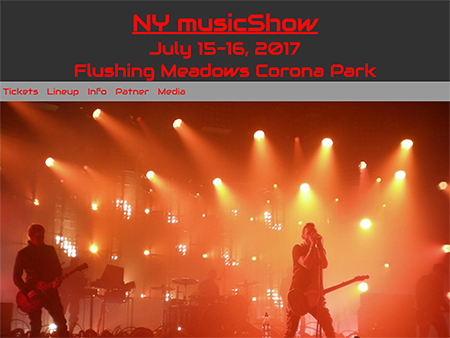 NY musicShow
July 15-16, 2017
Flushing Meadows Corona Park
Tickets Lineup Info Patner Media